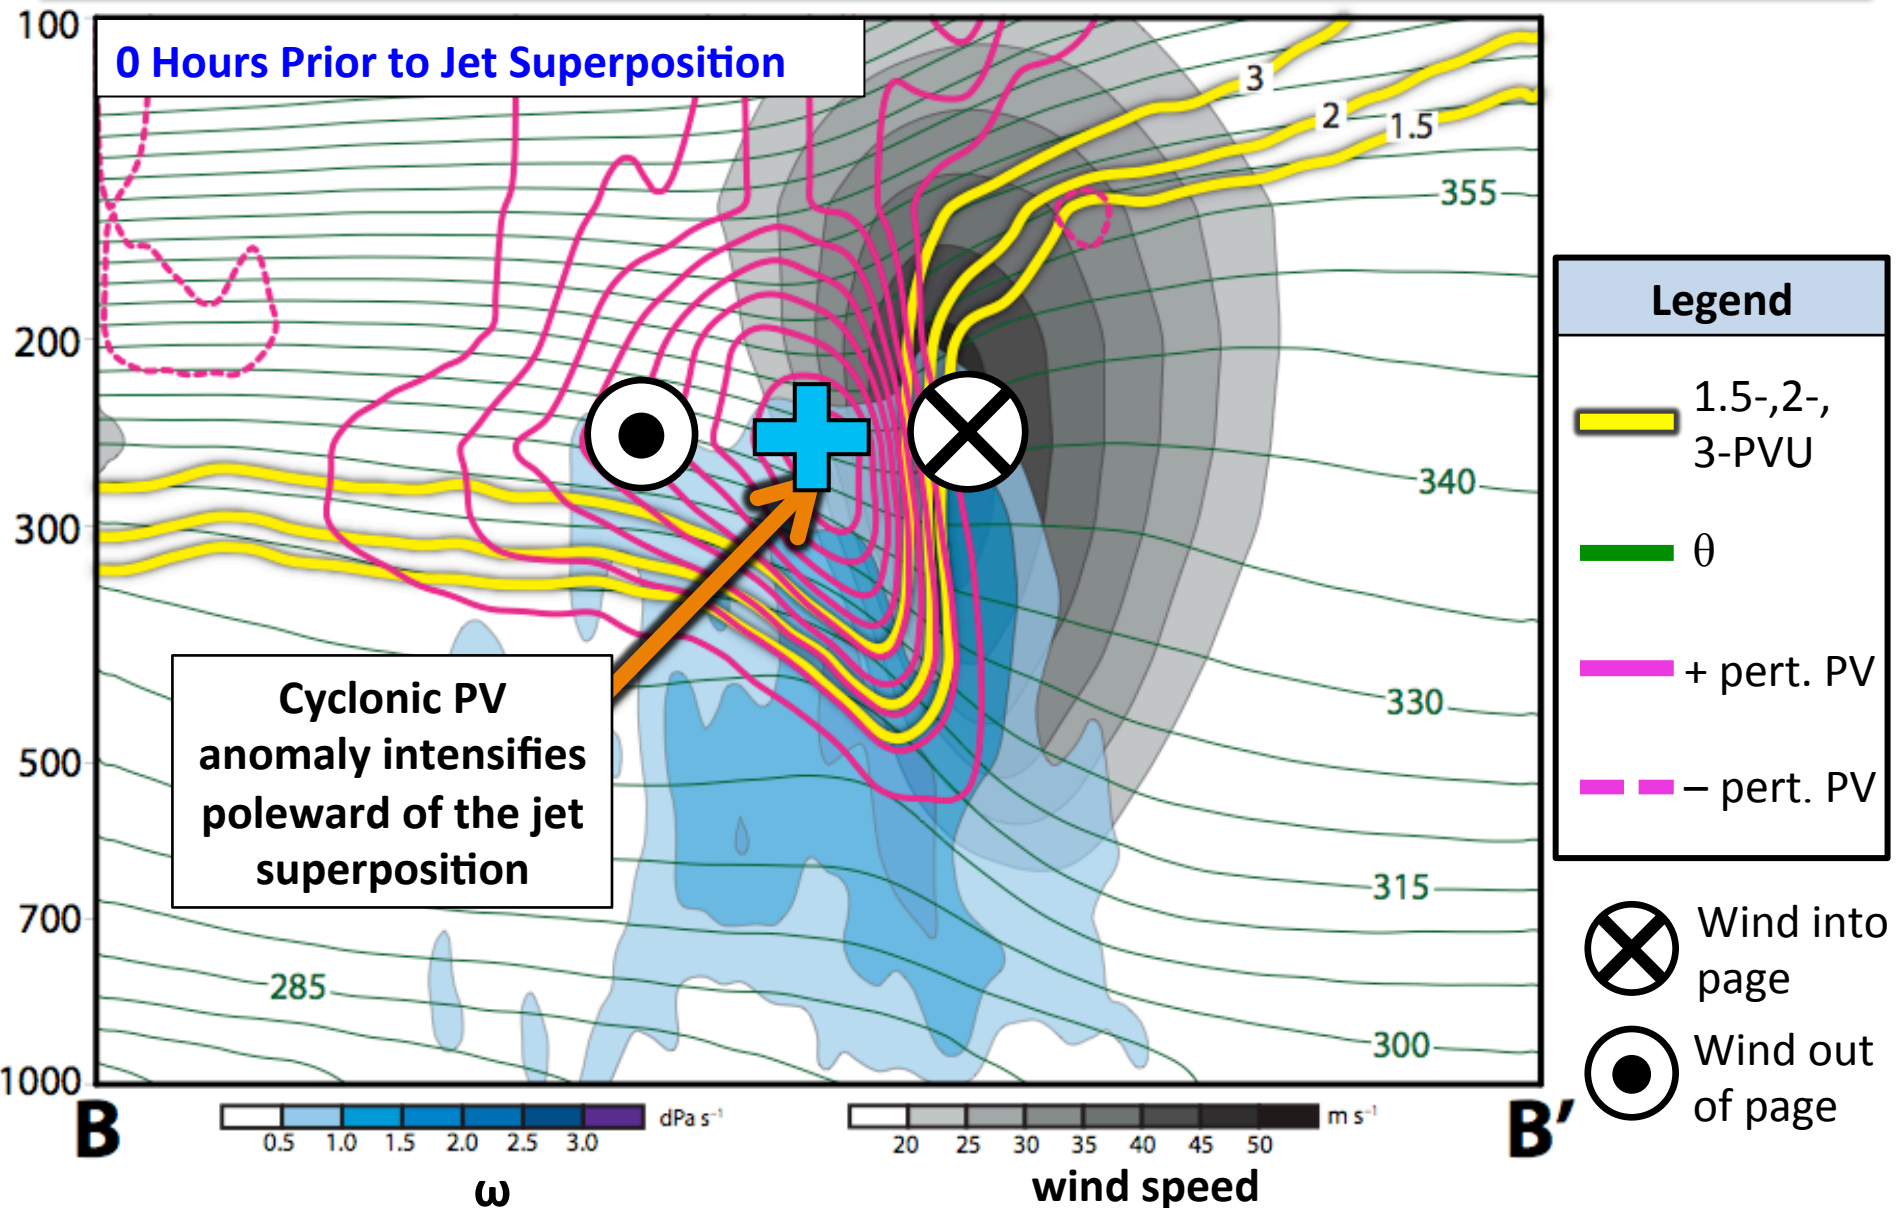 0 Hours Prior to Jet Superposition
100
200
300
500
700
1000
3
2
1.5
355
340
330
315
300
285
Cyclonic PV
anomaly intensifies
poleward of the jet
superposition
Legend
1.5-,2-,
3-PVU
θ
+ pert. PV
– pert. PV
Wind into
page
Wind out
of page
B
B′
0.5 1.0 1.5 2.0 2.5 3.0
dPa s⁻¹
ω
20 25 30 35 40 45 50
m s⁻¹
wind speed